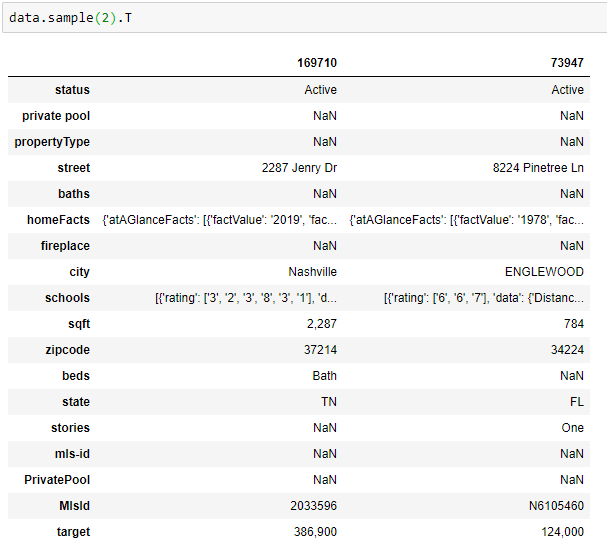 data.sample(2).T
169710 73947
status Active Active
private pool NaN NaN
propertyType NaN NaN
street 2287 Jenry Dr 8224 Pinetree Ln
baths NaN NaN
homeFacts {'atAGlanceFacts': [{'factValue': '2019', 'fac... {'atAGlanceFacts': [{'factValue': '1978', 'fac...
fireplace NaN NaN
city Nashville ENGLEWOOD
schools [{'rating': ['3', '2', '3', '8', '3', '1'], 'd... [{'rating': ['6', '6', '7'], 'data': {'Distanc...
sqft 2,287 784
zipcode 37214 34224
beds Bath NaN
state TN FL
stories NaN One
mls-id NaN NaN
PrivatePool NaN NaN
MlsId 2033596 N6105460
target 386,900 124,000